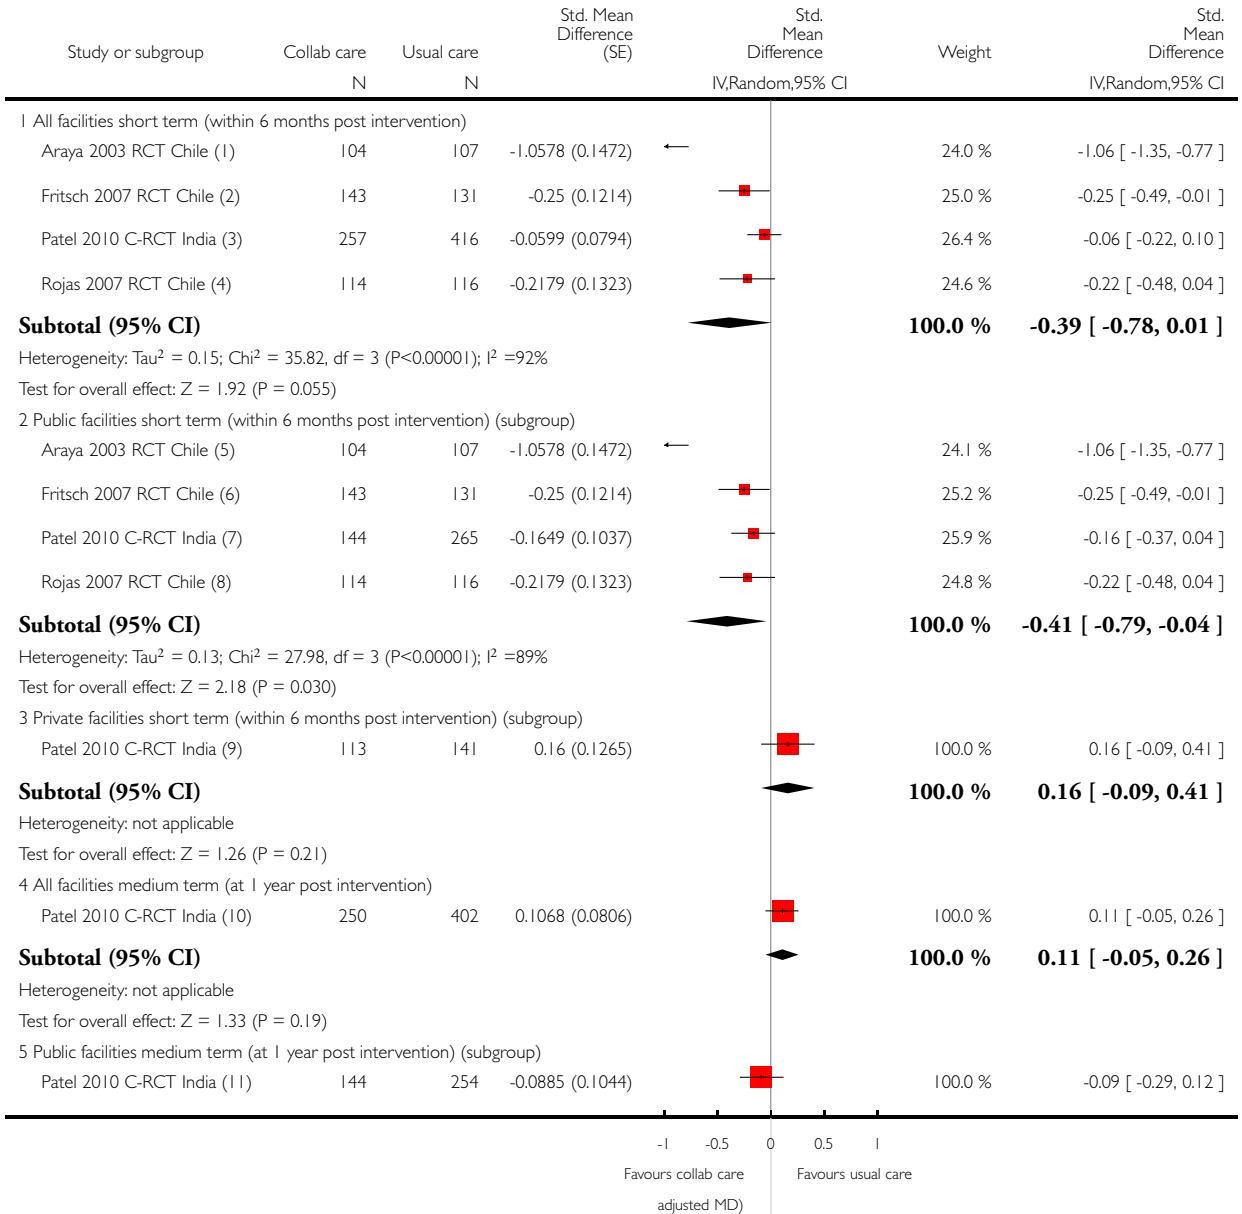 Study or subgroup Collab care Usual care Std. Mean Difference (SE) Std. Mean Difference Weight Std. Mean Difference
N N IV,Random,95% CI IV,Random,95% CI
1 All facilities short term (within 6 months post intervention)
Araya 2003 RCT Chile (1) 104 107 -1.0578 (0.1472) 24.0 % -1.06 [ -1.35, -0.77 ]
Fritsch 2007 RCT Chile (2) 143 131 -0.25 (0.1214) 25.0 % -0.25 [ -0.49, -0.01 ]
Patel 2010 C-RCT India (3) 257 416 -0.0599 (0.0794) 26.4 % -0.06 [ -0.22, 0.10 ]
Rojas 2007 RCT Chile (4) 114 116 -0.2179 (0.1323) 24.6 % -0.22 [ -0.48, 0.04 ]
Subtotal (95% CI) 100.0 % -0.39 [ -0.78, 0.01 ]
Heterogeneity: Tau² = 0.15; Chi² = 35.82, df = 3 (P<0.00001); I² =92%
Test for overall effect: Z = 1.92 (P = 0.055)
2 Public facilities short term (within 6 months post intervention) (subgroup)
Araya 2003 RCT Chile (5) 104 107 -1.0578 (0.1472) 24.1 % -1.06 [ -1.35, -0.77 ]
Fritsch 2007 RCT Chile (6) 143 131 -0.25 (0.1214) 25.2 % -0.25 [ -0.49, -0.01 ]
Patel 2010 C-RCT India (7) 144 265 -0.1649 (0.1037) 25.9 % -0.16 [ -0.37, 0.04 ]
Rojas 2007 RCT Chile (8) 114 116 -0.2179 (0.1323) 24.8 % -0.22 [ -0.48, 0.04 ]
Subtotal (95% CI) 100.0 % -0.41 [ -0.79, -0.04 ]
Heterogeneity: Tau² = 0.13; Chi² = 27.98, df = 3 (P<0.00001); I² =89%
Test for overall effect: Z = 2.18 (P = 0.030)
3 Private facilities short term (within 6 months post intervention) (subgroup)
Patel 2010 C-RCT India (9) 113 141 0.16 (0.1265) 100.0 % 0.16 [ -0.09, 0.41 ]
Subtotal (95% CI) 100.0 % 0.16 [ -0.09, 0.41 ]
Heterogeneity: not applicable
Test for overall effect: Z = 1.26 (P = 0.21)
4 All facilities medium term (at 1 year post intervention)
Patel 2010 C-RCT India (10) 250 402 0.1068 (0.0806) 100.0 % 0.11 [ -0.05, 0.26 ]
Subtotal (95% CI) 100.0 % 0.11 [ -0.05, 0.26 ]
Heterogeneity: not applicable
Test for overall effect: Z = 1.33 (P = 0.19)
5 Public facilities medium term (at 1 year post intervention) (subgroup)
Patel 2010 C-RCT India (11) 144 254 -0.0885 (0.1044) 100.0 % -0.09 [ -0.29, 0.12 ]
-1 -0.5 0 0.5 1
Favours collab care Favours usual care
adjusted MD)